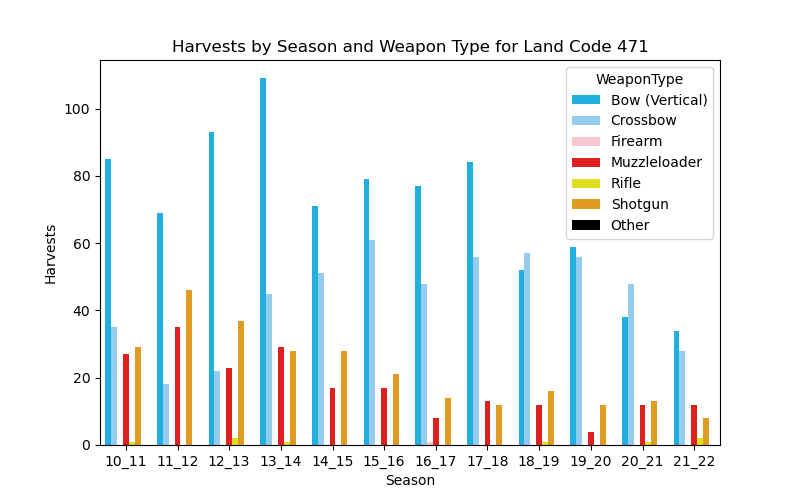 Harvests by Season and Weapon Type for Land Code 471
WeaponType
Bow (Vertical)
Crossbow
Firearm
Muzzleloader
Rifle
Shotgun
Other
Harvests
100
80
60
40
20
0
10_11 11_12 12_13 13_14 14_15 15_16 16_17 17_18 18_19 19_20 20_21 21_22
Season